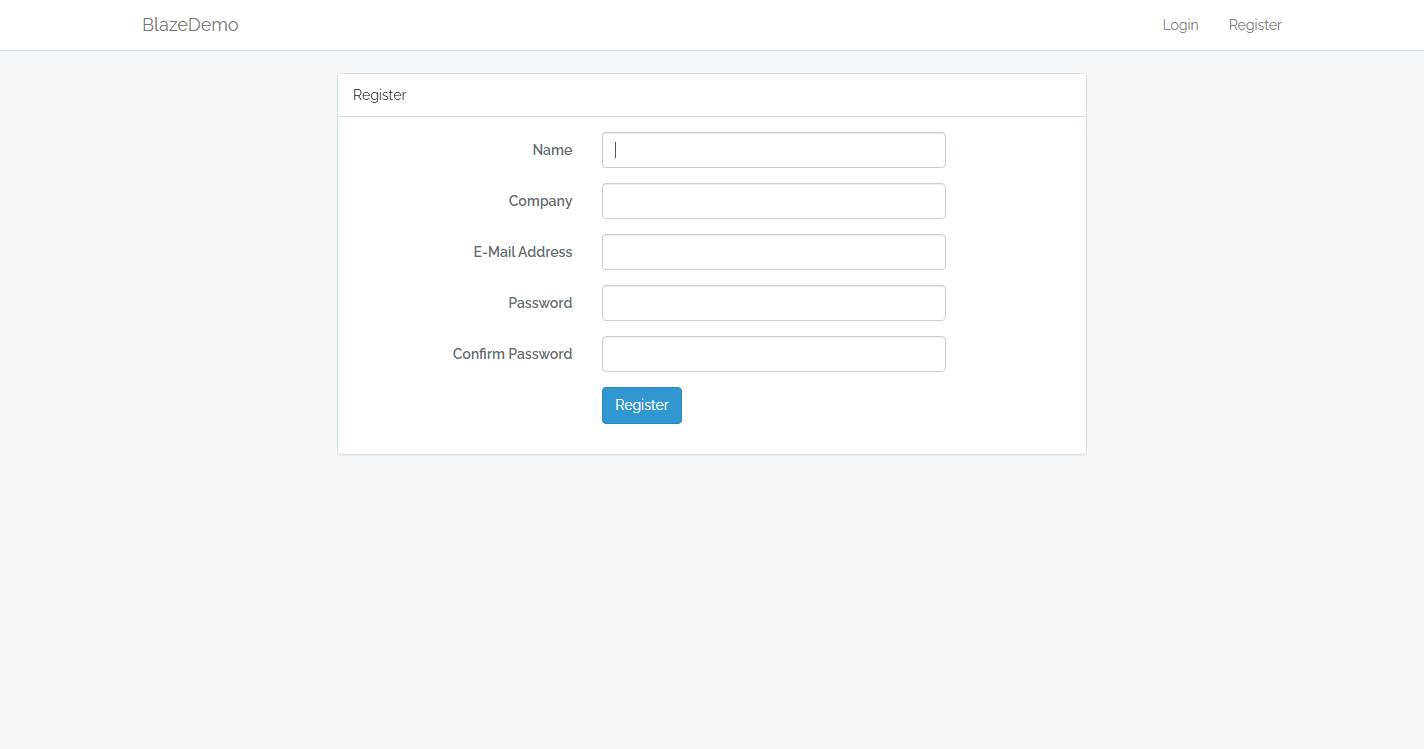 BlazeDemo Login Register
Register
Name
Company
E-Mail Address
Password
Confirm Password
Register